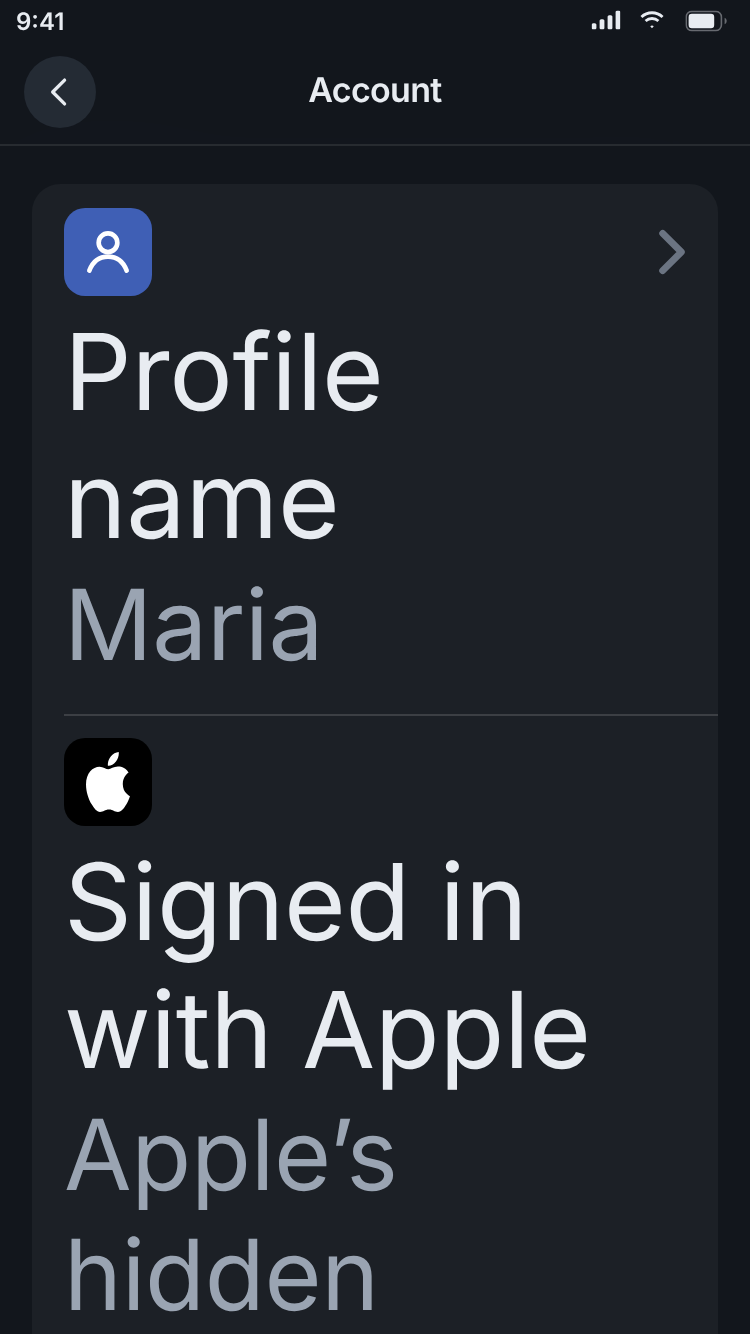 9:41
Account
Profile
name
Maria
Signed in
with Apple
Apple’s
hidden